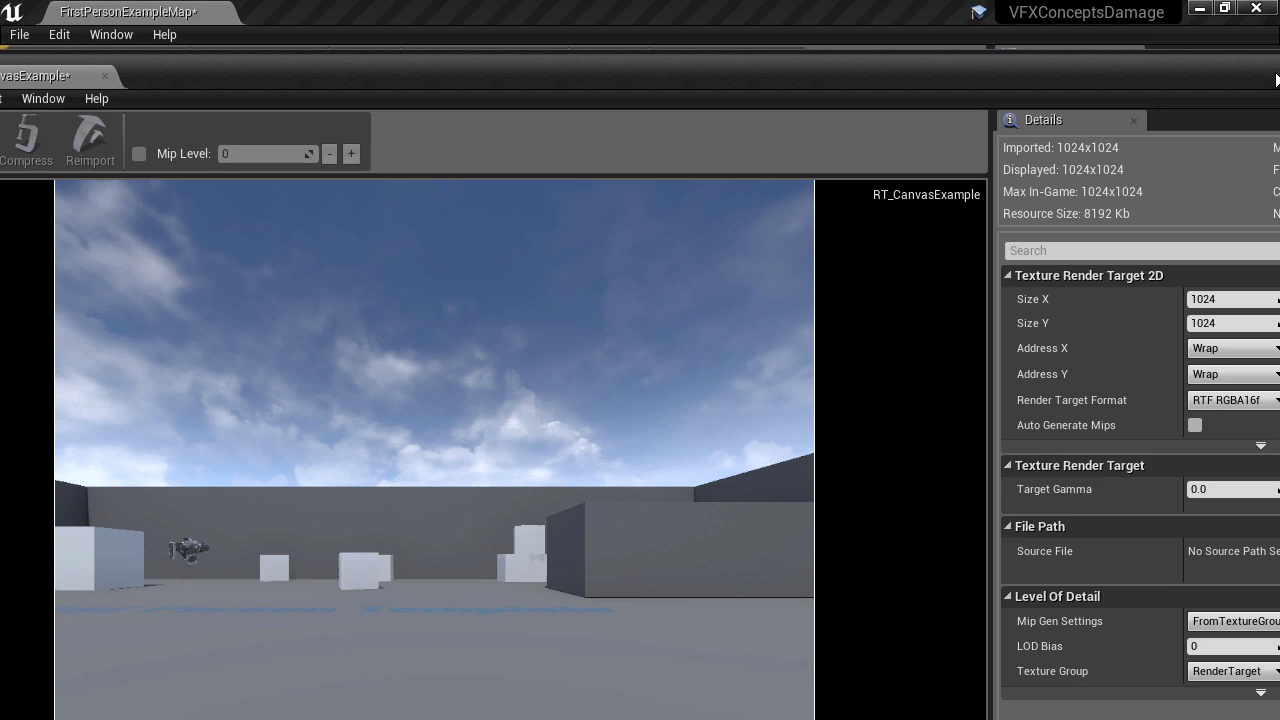 FirstPersonExampleMap*
VFXConceptsDamage
File Edit Window Help
vasExample*
t Window Help
Compress Reimport Mip Level: 0 - +
Details
Imported: 1024x1024 M
Displayed: 1024x1024 F
Max In-Game: 1024x1024 C
Resource Size: 8192 Kb N
RT_CanvasExample
Search
Texture Render Target 2D
Size X 1024
Size Y 1024
Address X Wrap
Address Y Wrap
Render Target Format RTF RGBA16f
Auto Generate Mips
Texture Render Target
Target Gamma 0.0
File Path
Source File No Source Path Se
Level Of Detail
Mip Gen Settings FromTextureGrou
LOD Bias 0
Texture Group RenderTarget